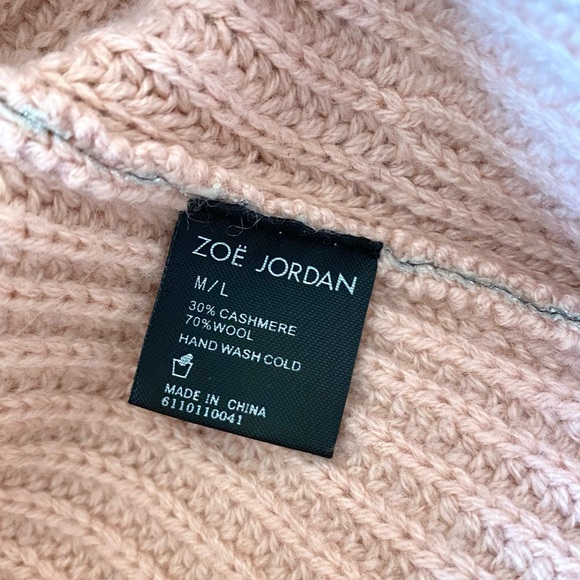 ZOË JORDAN
M/L
30% CASHMERE
70%WOOL
HAND WASH COLD
MADE IN CHINA
6110110041